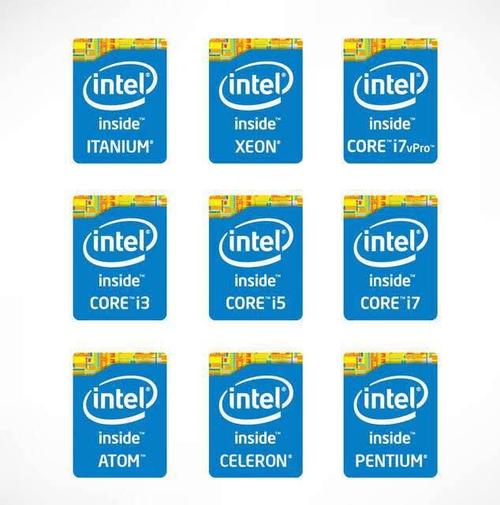 intel® intel® intel®
inside™ inside™ inside™
ITANIUM® XEON® CORE™i7vPro™
intel® intel® intel®
inside™ inside™ inside™
CORE™i3 CORE™i5 CORE™i7
intel® intel® intel®
inside™ inside™ inside™
ATOM™ CELERON® PENTIUM®